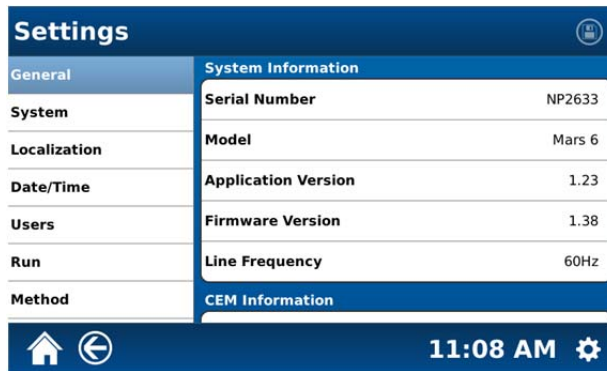 Settings
General
System
Localization
Date/Time
Users
Run
Method
System Information
Serial Number NP2633
Model Mars 6
Application Version 1.23
Firmware Version 1.38
Line Frequency 60Hz
CEM Information
11:08 AM